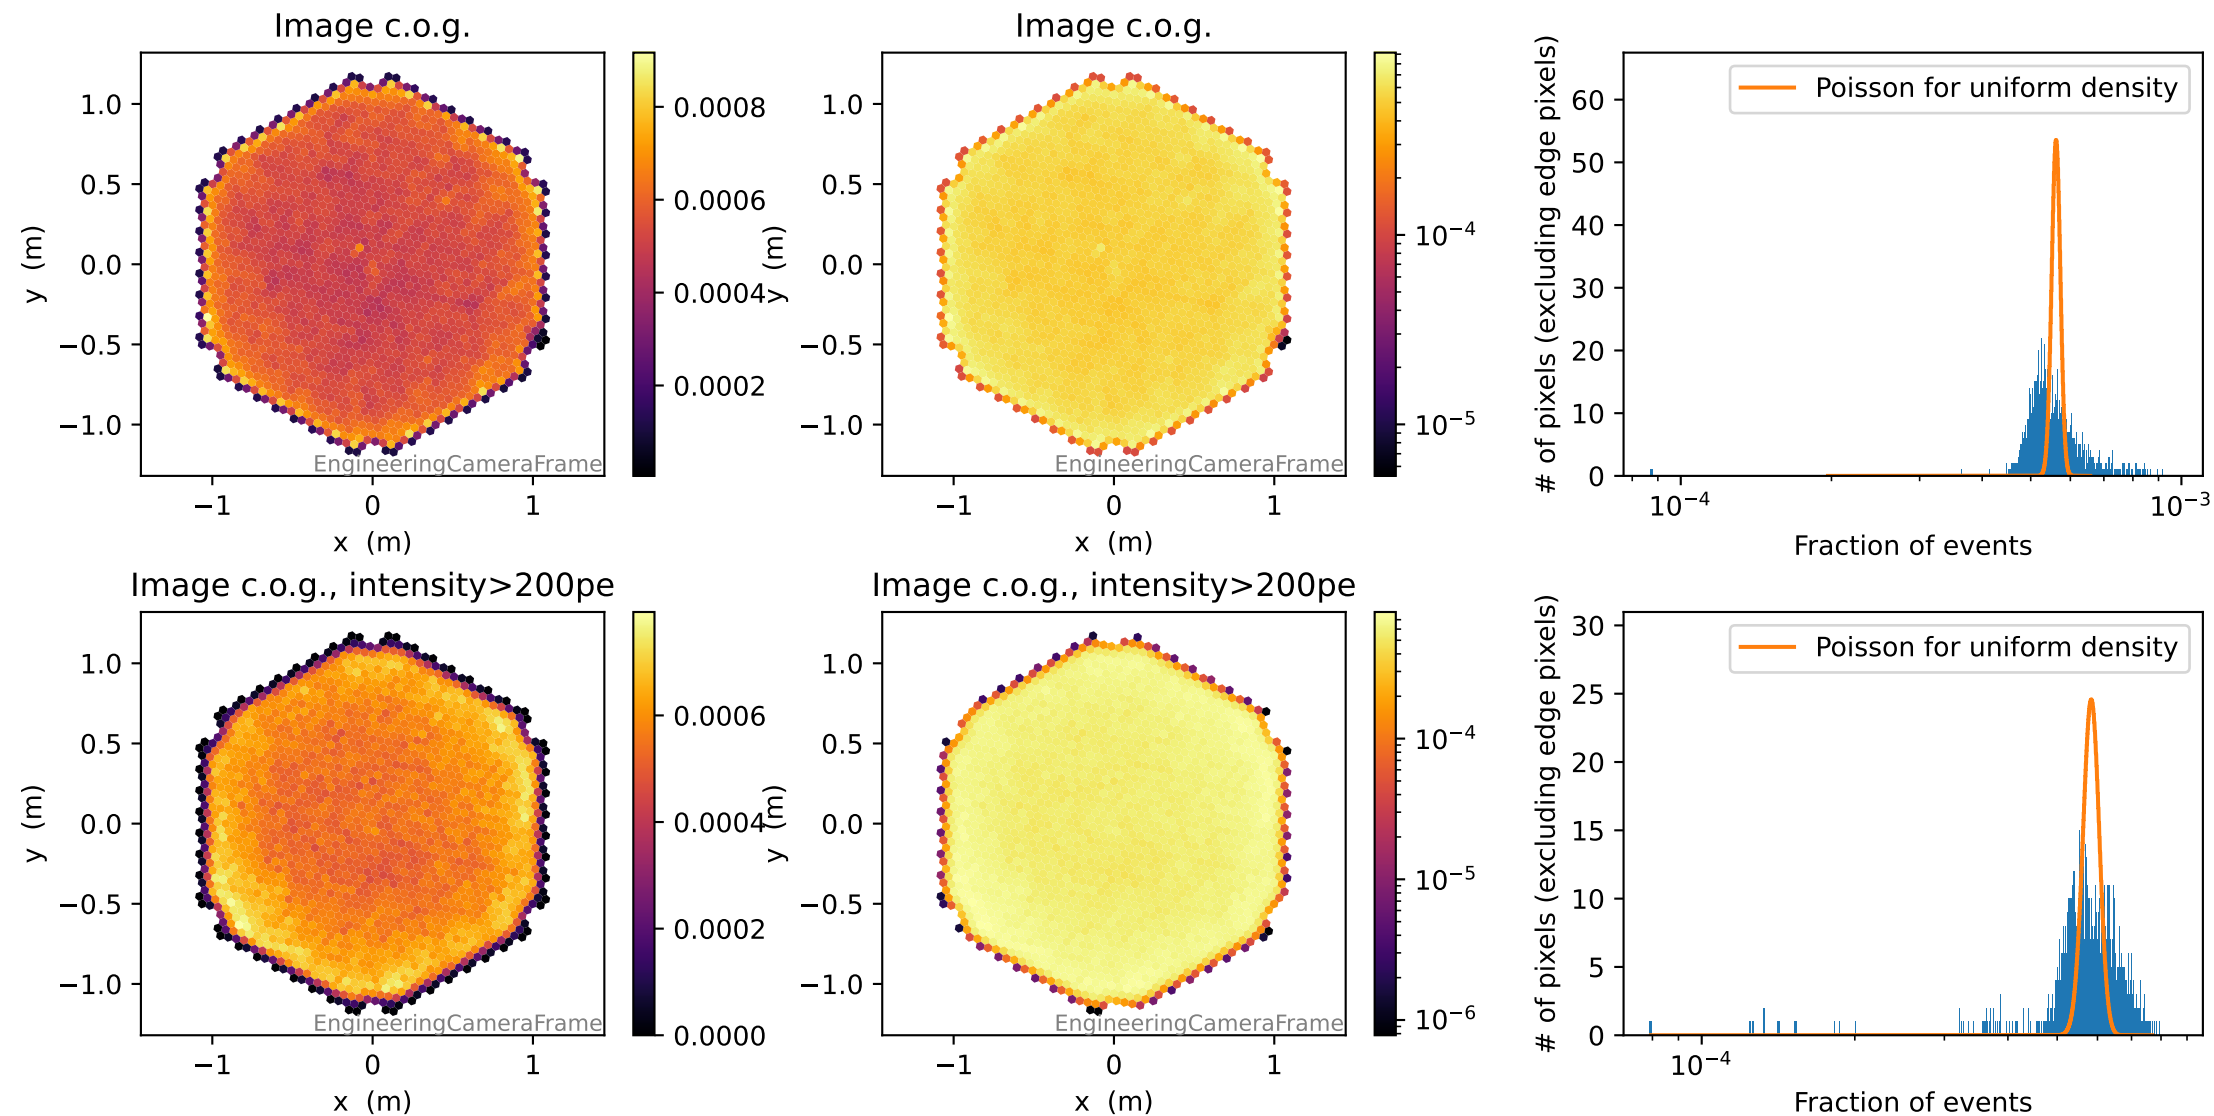 Image c.o.g.
1.0
0.5
0.0
−0.5
−1.0
−1
0
1
y (m)
x (m)
EngineeringCameraFrame
0.0008
0.0006
0.0004
0.0002
Image c.o.g.
1.0
0.5
0.0
−0.5
−1.0
−1
0
1
y (m)
x (m)
EngineeringCameraFrame
10⁻⁴
10⁻⁵
Poisson for uniform density
60
50
40
30
20
10
0
10⁻⁴
10⁻³
# of pixels (excluding edge pixels)
Fraction of events
Image c.o.g., intensity>200pe
1.0
0.5
0.0
−0.5
−1.0
−1
0
1
y (m)
x (m)
EngineeringCameraFrame
0.0006
0.0004
0.0002
0.0000
Image c.o.g., intensity>200pe
1.0
0.5
0.0
−0.5
−1.0
−1
0
1
y (m)
x (m)
EngineeringCameraFrame
10⁻⁴
10⁻⁵
10⁻⁶
Poisson for uniform density
30
25
20
15
10
5
0
10⁻⁴
# of pixels (excluding edge pixels)
Fraction of events